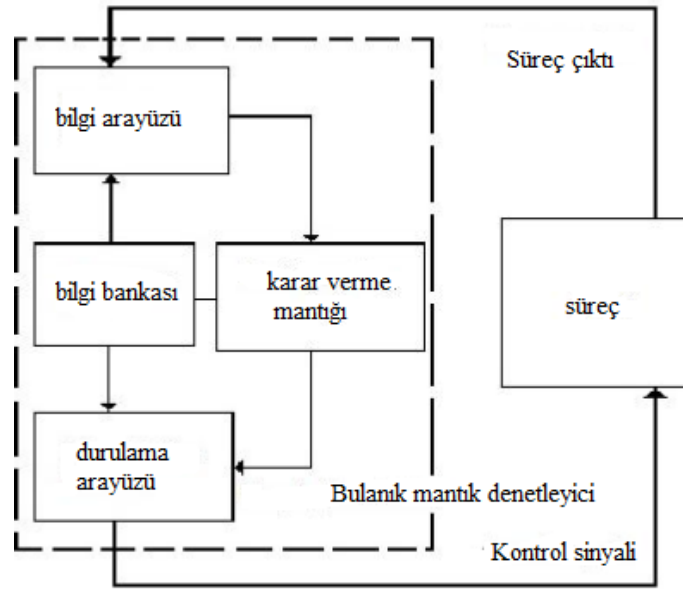 Süreç çıktı
bilgi arayüzü
bilgi bankası
karar verme
mantığı
süreç
durulama
arayüzü
Bulanık mantık denetleyici
Kontrol sinyali